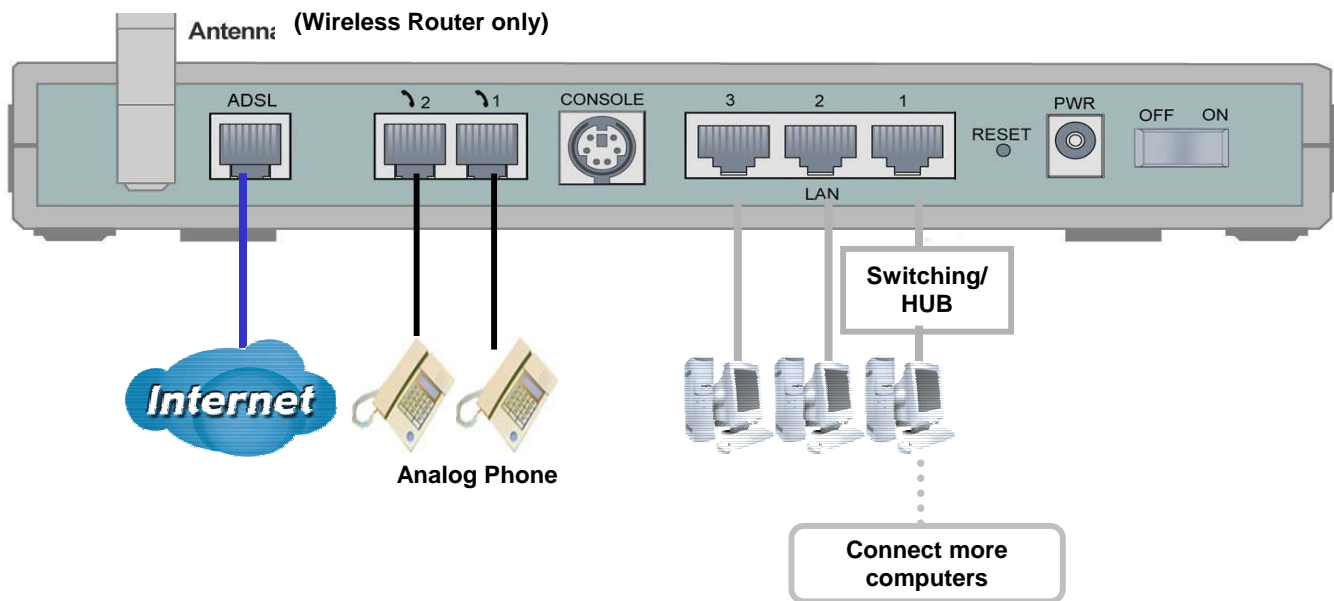 (Wireless Router only)
Antenna
ADSL
2
1
CONSOLE
3
2
1
RESET
PWR
OFF ON
LAN
Switching/
HUB
Internet
Analog Phone
Connect more
computers